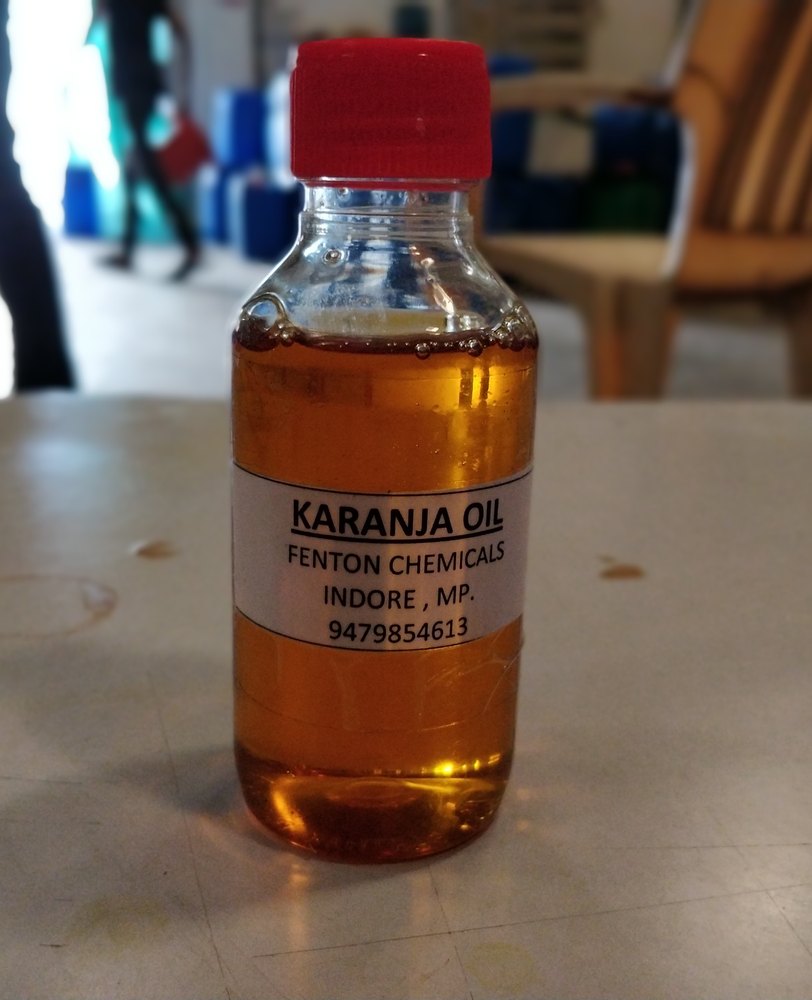 KARANJA OIL
FENTON CHEMICALS
INDORE , MP.
9479854613